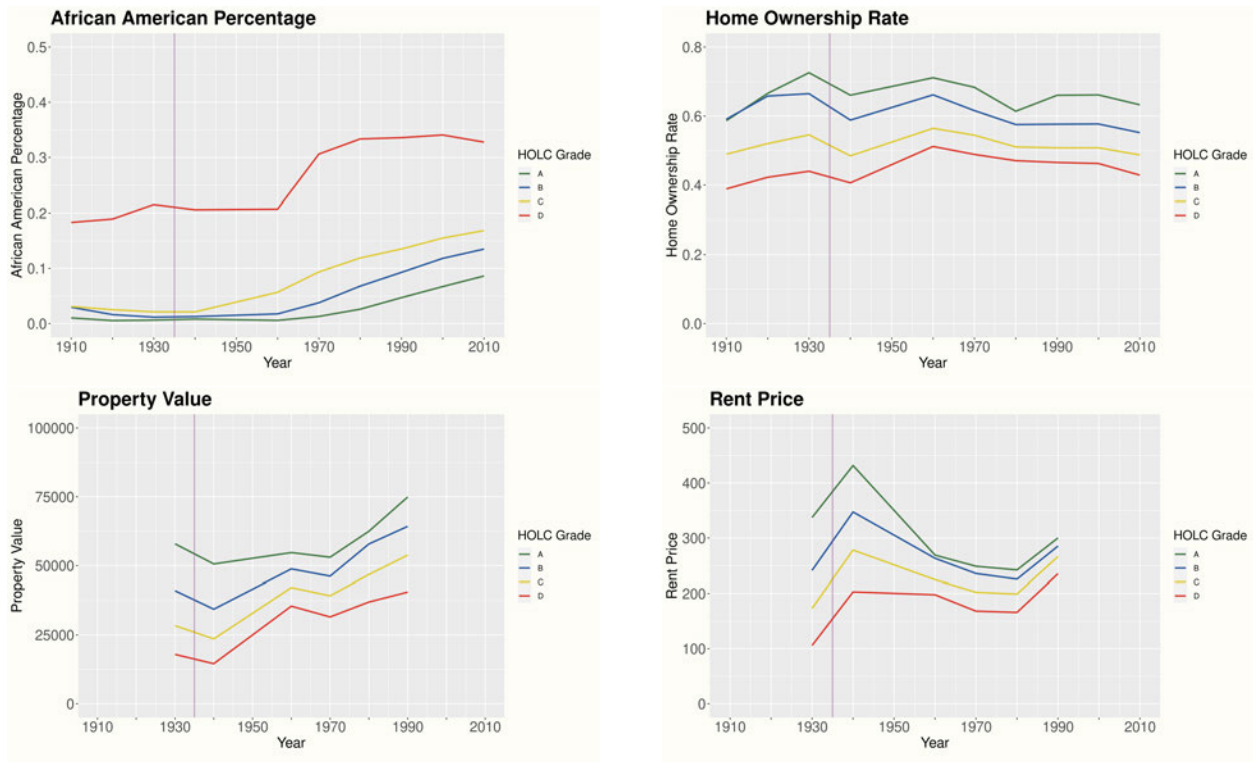 African American Percentage
African American Percentage
0.5
0.4
0.3
0.2
0.1
0.0
1910 1930 1950 1970 1990 2010
Year
HOLC Grade
A
B
C
D
Home Ownership Rate
Home Ownership Rate
0.8
0.6
0.4
0.2
0.0
1910 1930 1950 1970 1990 2010
Year
HOLC Grade
A
B
C
D
Property Value
Property Value
100000
75000
50000
25000
0
1910 1930 1950 1970 1990 2010
Year
HOLC Grade
A
B
C
D
Rent Price
Rent Price
500
400
300
200
100
0
1910 1930 1950 1970 1990 2010
Year
HOLC Grade
A
B
C
D